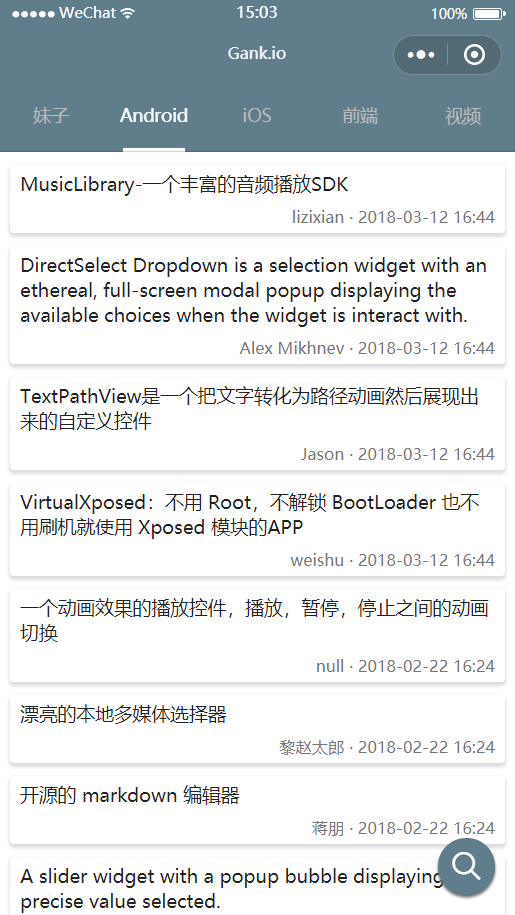 WeChat 15:03 100%
Gank.io
妹子 Android iOS 前端 视频
MusicLibrary-一个丰富的音频播放SDK
lizixian · 2018-03-12 16:44
DirectSelect Dropdown is a selection widget with an
ethereal, full-screen modal popup displaying the
available choices when the widget is interact with.
Alex Mikhnev · 2018-03-12 16:44
TextPathView是一个把文字转化为路径动画然后展现出
来的自定义控件
Jason · 2018-03-12 16:44
VirtualXposed：不用 Root，不解锁 BootLoader 也不
用刷机就使用 Xposed 模块的APP
weishu · 2018-03-12 16:44
一个动画效果的播放控件，播放，暂停，停止之间的动画
切换
null · 2018-02-22 16:24
漂亮的本地多媒体选择器
黎赵太郎 · 2018-02-22 16:24
开源的 markdown 编辑器
蒋朋 · 2018-02-22 16:24
A slider widget with a popup bubble displaying
precise value selected.